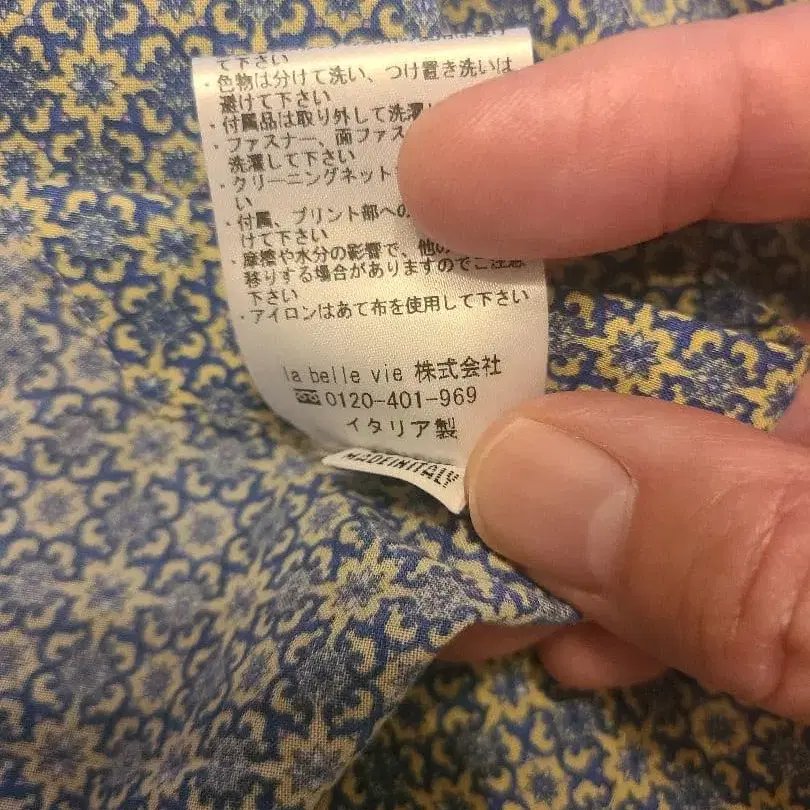 て下さい
・色物は分けて洗い、つけ置き洗いは
避けて下さい
・付属品は取り外して洗濯
・ファスナー、面ファス
洗濯して下さい
・クリーニングネット
い
・付属、プリント部への
けて下さい
・摩擦や水分の影響で、他の
移りする場合がありますのでご注意
下さい
・アイロンはあて布を使用して下さい
la belle vie 株式会社
☎0120-401-969
イタリア製
MADEINITALY